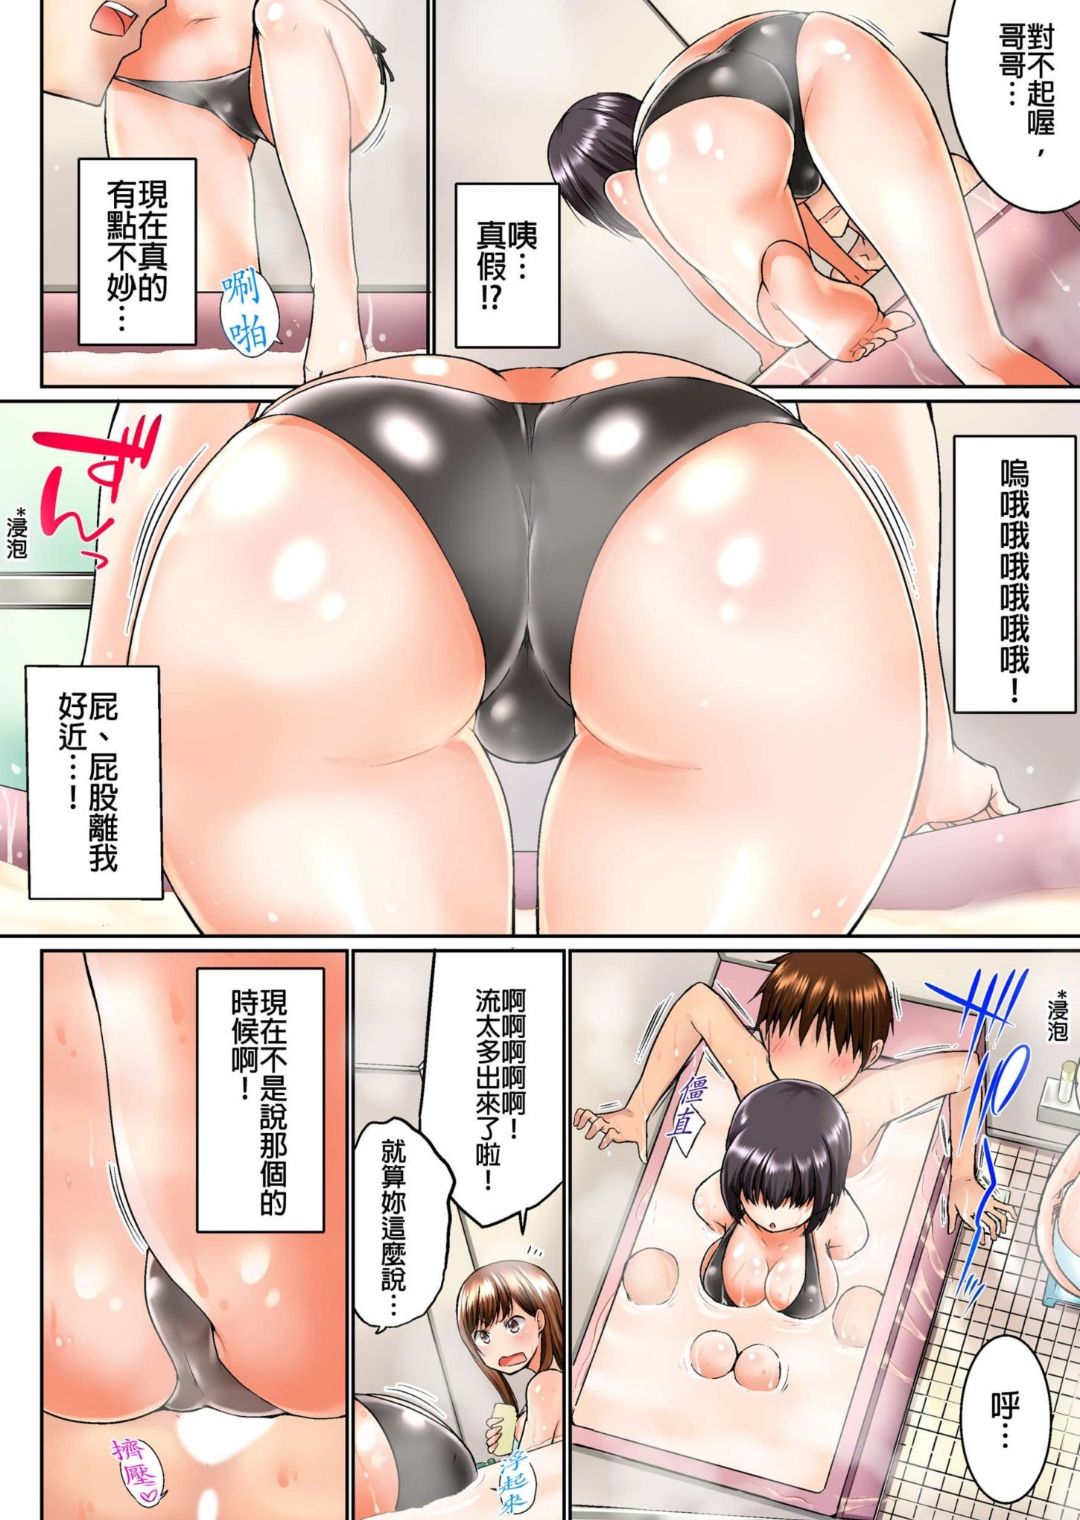 對不起喔，
哥哥…
咦…
真假!?
現在真的
有點不妙…
唰啪
嗚哦哦哦哦哦哦！
ずん っ
*浸泡
屁、屁股離我
好近…！
*浸泡
僵直
呼…
啊啊啊啊啊！
流太多出來了啦！
就算妳這麼說…
浮起來
現在不是說那個的
時候啊！
擠壓♡